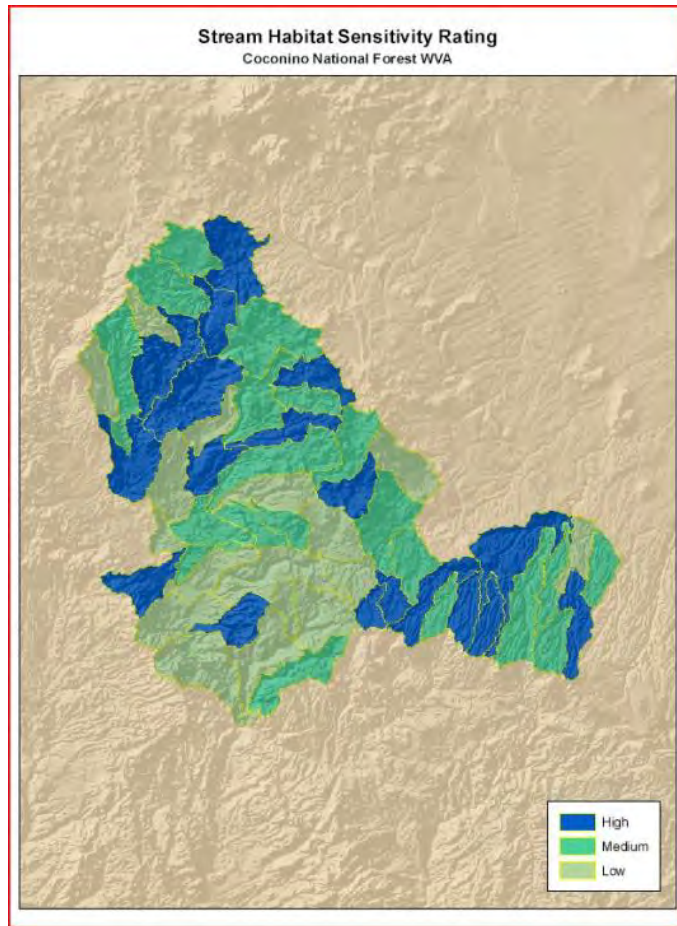 Stream Habitat Sensitivity Rating
Coconino National Forest WVA
High
Medium
Low